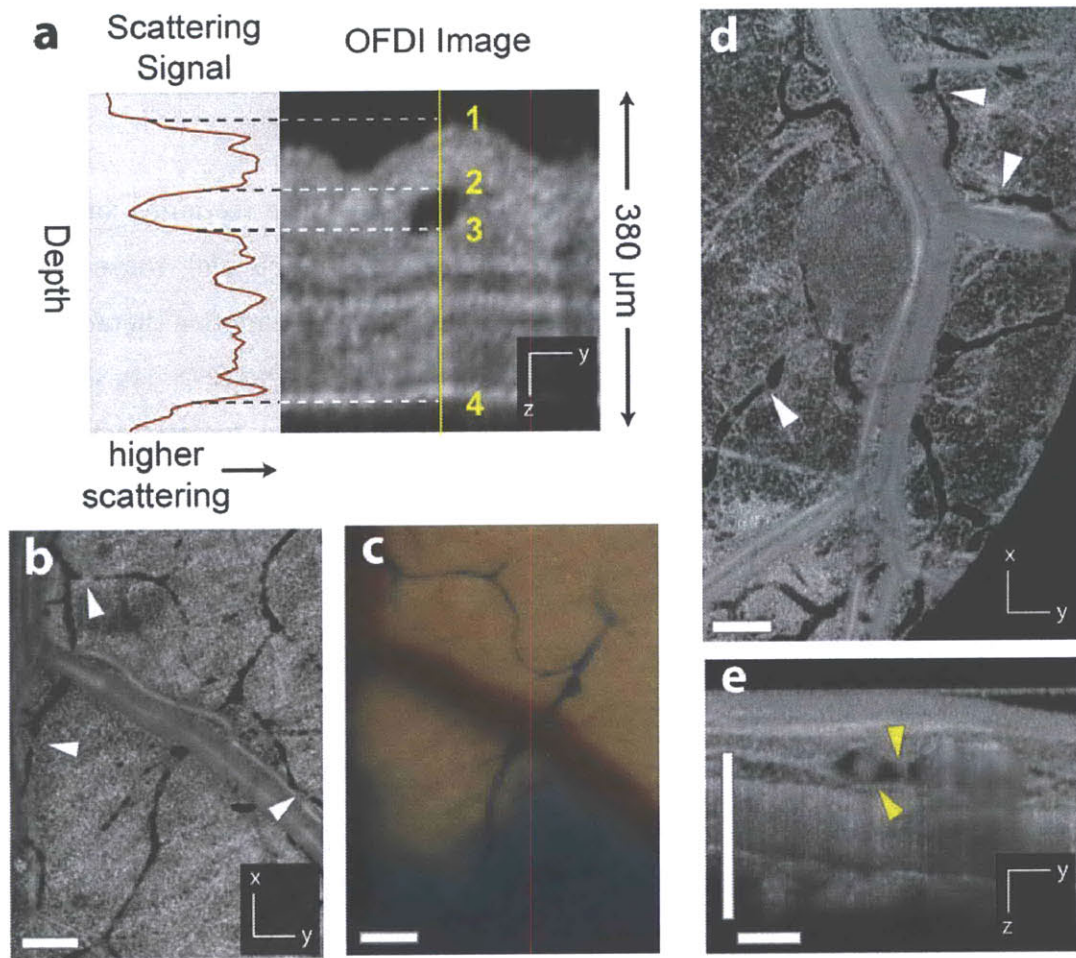 a
Scattering
Signal
OFDI Image
Depth
1
2
3
4
y
z
380 µm
higher
scattering
b
x
y
c
d
x
y
e
y
z